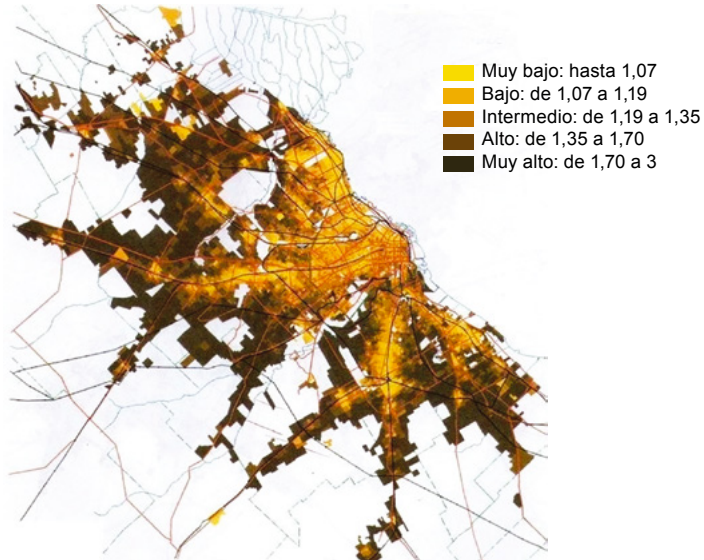 Muy bajo: hasta 1,07
Bajo: de 1,07 a 1,19
Intermedio: de 1,19 a 1,35
Alto: de 1,35 a 1,70
Muy alto: de 1,70 a 3